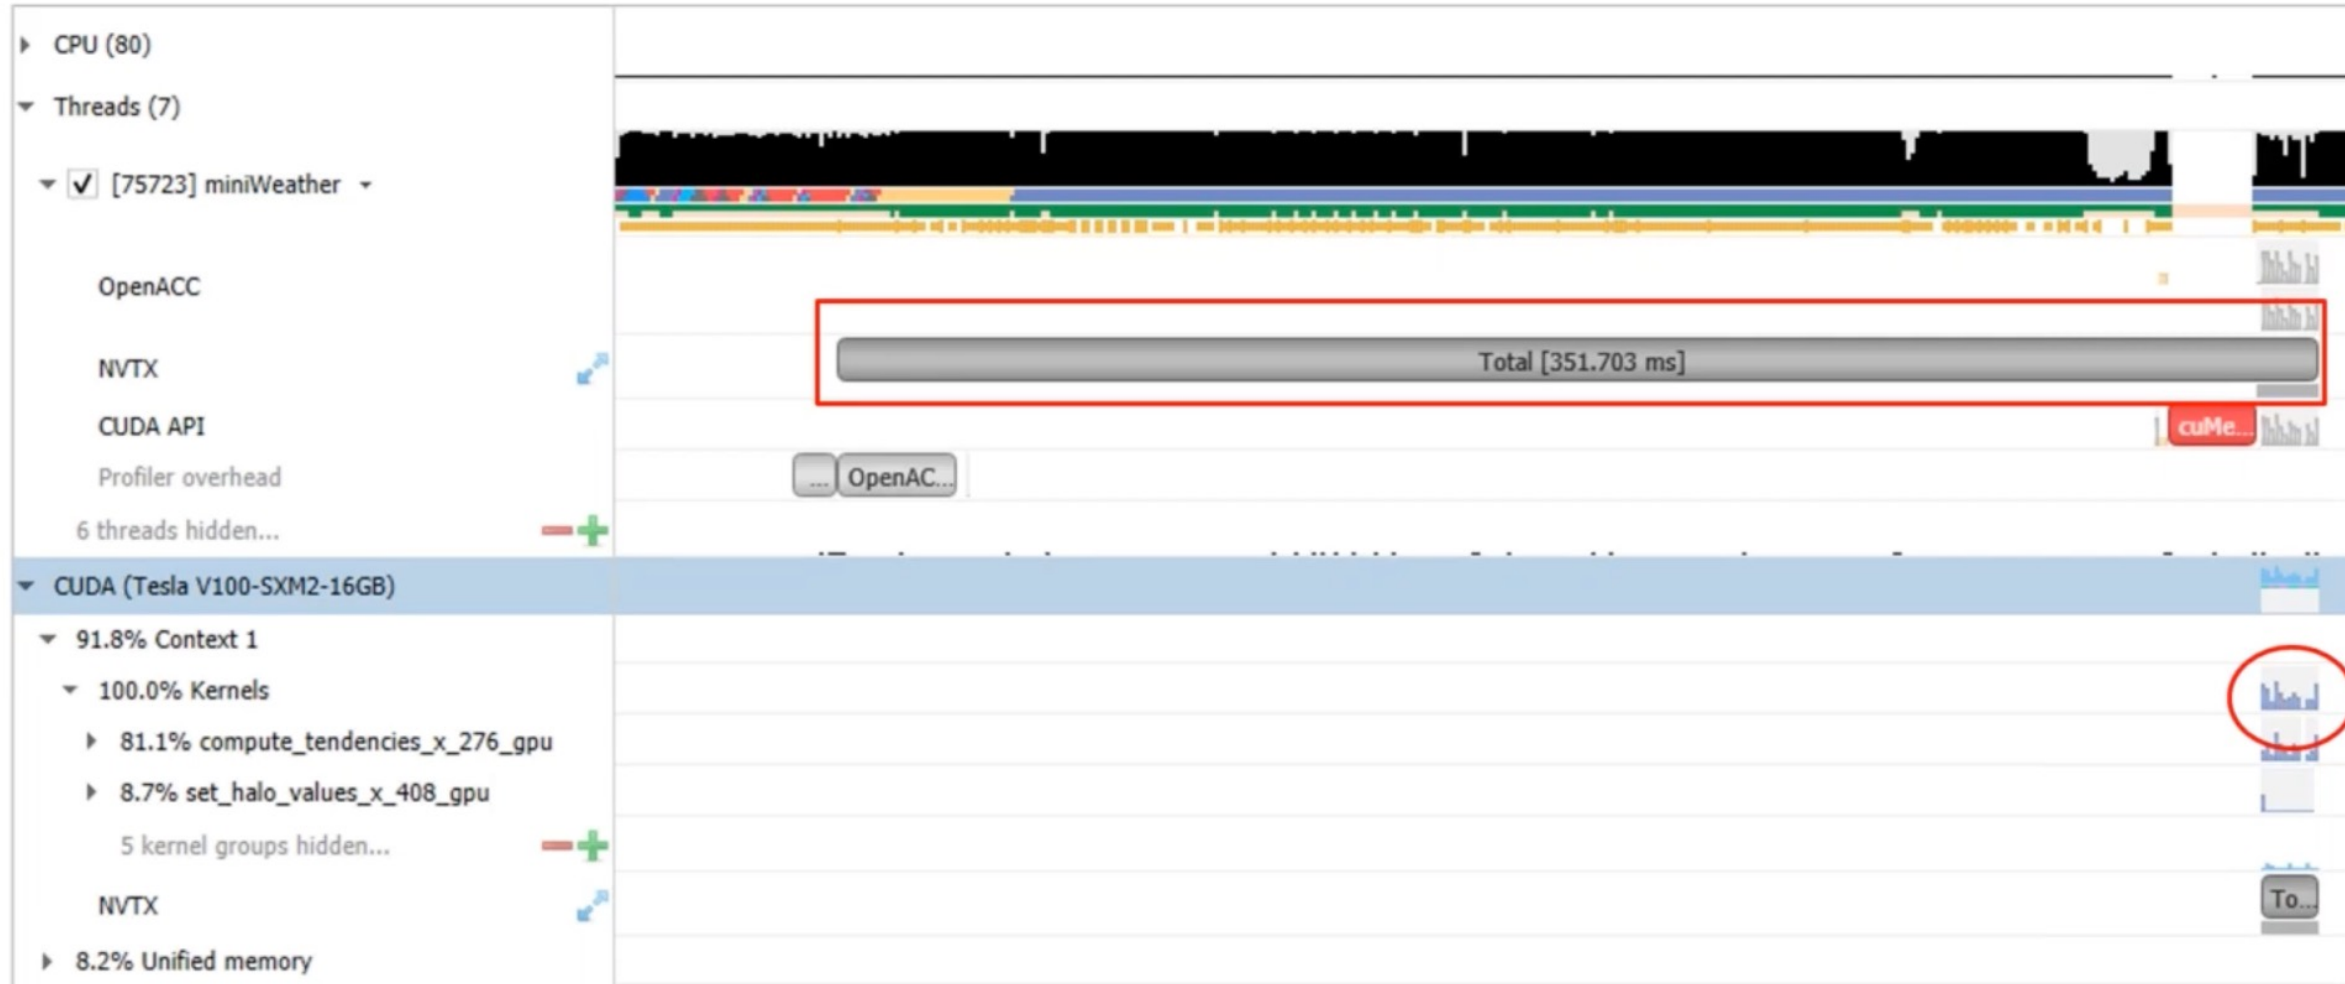 CPU (80)
Threads (7)
[75723] miniWeather
OpenACC
NVTX
Total [351.703 ms]
CUDA API
cuMe...
Profiler overhead
...
OpenAC...
6 threads hidden...
CUDA (Tesla V100-SXM2-16GB)
91.8% Context 1
100.0% Kernels
81.1% compute_tendencies_x_276_gpu
8.7% set_halo_values_x_408_gpu
5 kernel groups hidden...
NVTX
To...
8.2% Unified memory